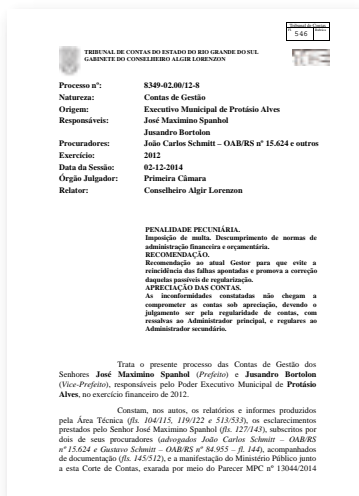 Tribunal de Contas
Fl.
Rubrica
546
TRIBUNAL DE CONTAS DO ESTADO DO RIO GRANDE DO SUL
GABINETE DO CONSELHEIRO ALGIR LORENZON
Processo nº: 8349-02.00/12-8
Natureza: Contas de Gestão
Origem: Executivo Municipal de Protásio Alves
Responsáveis: José Maximino Spanhol
Jusandro Bortolon
Procuradores: João Carlos Schmitt – OAB/RS nº 15.624 e outros
Exercício: 2012
Data da Sessão: 02-12-2014
Órgão Julgador: Primeira Câmara
Relator: Conselheiro Algir Lorenzon
PENALIDADE PECUNIÁRIA.
Imposição de multa. Descumprimento de normas de
administração financeira e orçamentária.
RECOMENDAÇÃO.
Recomendação ao atual Gestor para que evite a
reincidência das falhas apontadas e promova a correção
daquelas passíveis de regularização.
APRECIAÇÃO DAS CONTAS.
As inconformidades constatadas não chegam a
comprometer as contas sob apreciação, devendo o
julgamento ser pela regularidade de contas, com
ressalvas ao Administrador principal, e regulares ao
Administrador secundário.
Trata o presente processo das Contas de Gestão dos
Senhores José Maximino Spanhol (Prefeito) e Jusandro Bortolon
(Vice-Prefeito), responsáveis pelo Poder Executivo Municipal de Protásio
Alves, no exercício financeiro de 2012.
Constam, nos autos, os relatórios e informes produzidos
pela Área Técnica (fls. 104/115, 119/122 e 513/533), os esclarecimentos
prestados pelo Senhor José Maximino Spanhol (fls. 127/143), subscritos por
dois de seus procuradores (advogados João Carlos Schmitt – OAB/RS
nº 15.624 e Gustavo Schmitt – OAB/RS nº 84.955 – fl. 144), acompanhados
de documentação (fls. 145/512), e a manifestação do Ministério Público junto
a esta Corte de Contas, exarada por meio do Parecer MPC nº 13044/2014